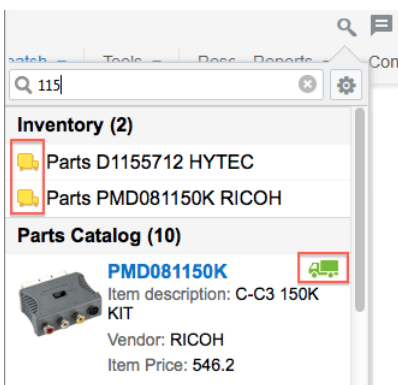 Tools
Reports
Con
115
Inventory (2)
Parts D1155712 HYTEC
Parts PMD081150K RICOH
Parts Catalog (10)
PMD081150K
Item description: C-C3 150K
KIT
Vendor: RICOH
Item Price: 546.2